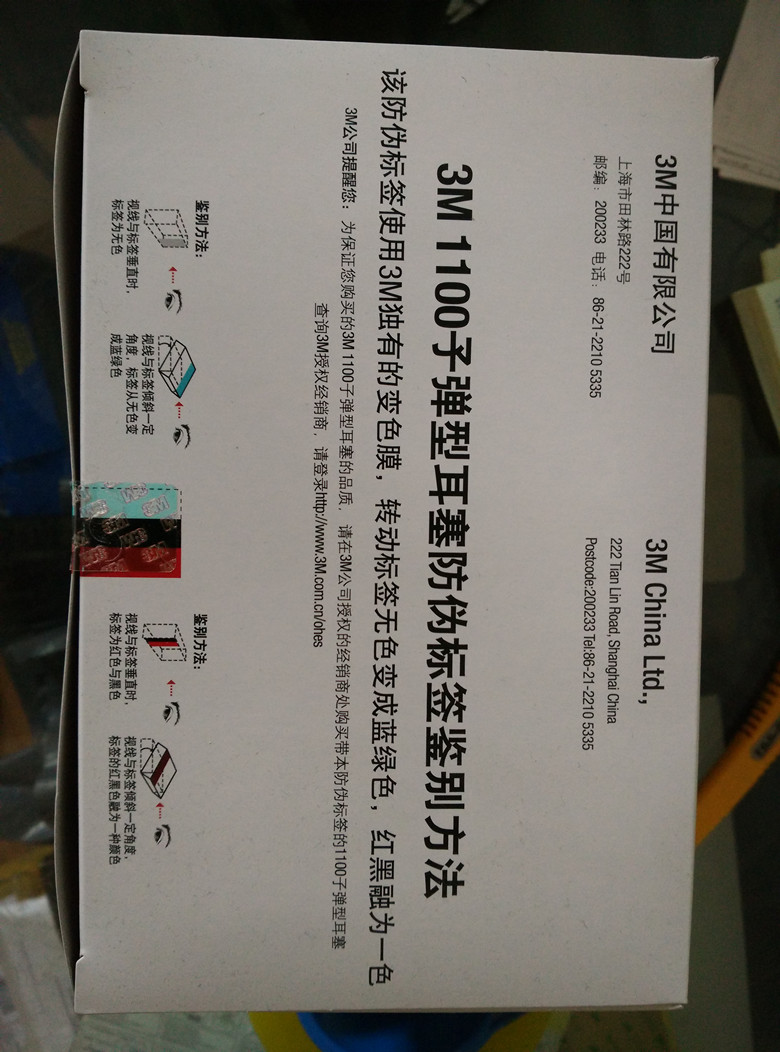 3M中国有限公司
上海市田林路222号
邮编：200233 电话：86-21-2210 5335
3M China Ltd.,
222 Tian Lin Road, Shanghai China
Postcode:200233 Tel:86-21-2210 5335
3M 1100子弹型耳塞防伪标签鉴别方法
该防伪标签使用3M独有的变色膜，转动标签无色变成蓝绿色，红黑融为一色
3M公司提醒您：为保证您购买的3M 1100子弹型耳塞的品质，请在3M公司授权的经销商处购买带本防伪标签的1100子弹型耳塞
查询3M授权经销商，请登录http://www.3M.com.cn/ohes
鉴别方法：
视线与标签垂直时，
标签为无色
视线与标签倾斜一定
角度，标签从无色变
成蓝绿色
3M
鉴别方法：
视线与标签垂直时，
标签为红色与黑色
视线与标签倾斜一定角度，
标签的红黑色融为一种颜色